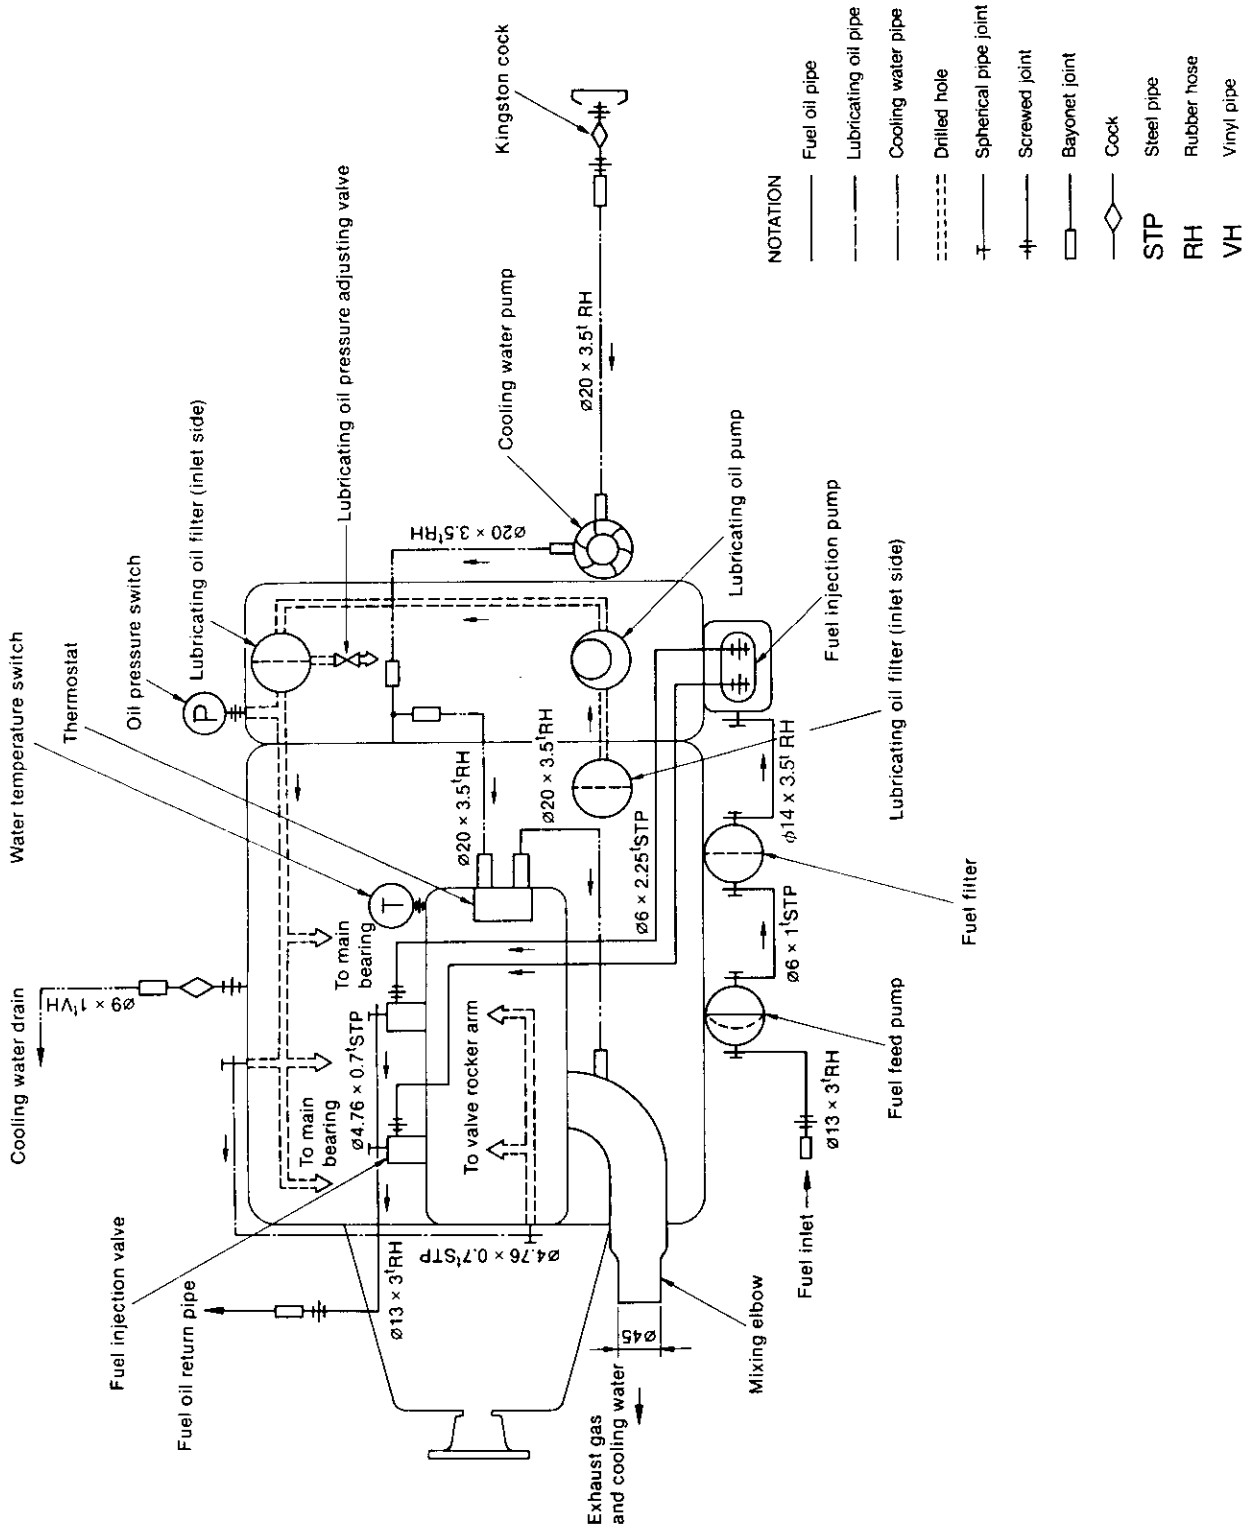 Water temperature switch
Thermostat
Oil pressure switch
Lubricating oil filter (inlet side)
Lubricating oil pressure adjusting valve
Kingston cock
Cooling water pump
Ø20 × 3.5ᵗ RH
Ø20 × 3.5ᵗRH
P
Lubricating oil pump
Fuel injection pump
Lubricating oil filter (inlet side)
Ø20 × 3.5ᵗRH
Ø20 × 3.5ᵗRH
ϕ14 × 3.5ᵗ RH
Ø6 × 2.25ᵗSTP
Ø6 × 1ᵗSTP
Fuel filter
Fuel feed pump
Ø13 × 3ᵗRH
Fuel inlet
T
To main
bearing
To main
bearing
Cooling water drain
Ø9 × 1ᵗVH
Ø4.76 × 0.7ᵗSTP
To valve rocker arm
Ø4.76 × 0.7ᵗSTP
Fuel injection valve
Fuel oil return pipe
Ø13 × 3ᵗRH
Ø45
Mixing elbow
Exhaust gas
and cooling water
NOTATION
Fuel oil pipe
Lubricating oil pipe
Cooling water pipe
Drilled hole
Spherical pipe joint
Screwed joint
Bayonet joint
Cock
STP Steel pipe
RH Rubber hose
VH Vinyl pipe